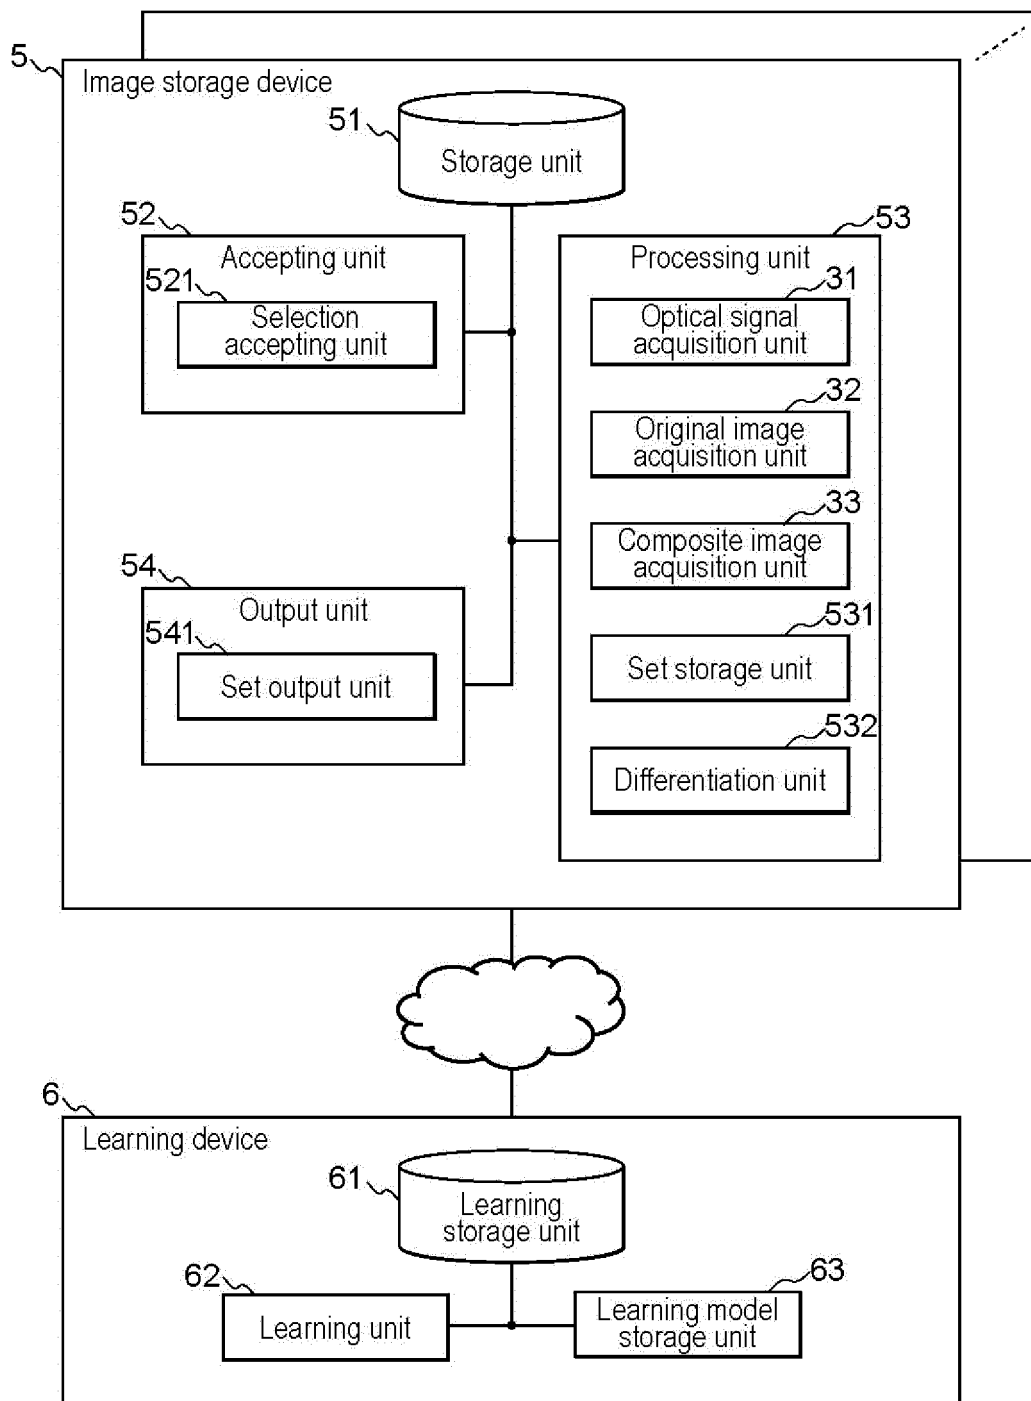 5
Image storage device
51
Storage unit
52
Accepting unit
521
Selection
accepting unit
53
Processing unit
31
Optical signal
acquisition unit
32
Original image
acquisition unit
33
Composite image
acquisition unit
54
Output unit
541
Set output unit
531
Set storage unit
532
Differentiation unit
6
Learning device
61
Learning
storage unit
62
Learning unit
63
Learning model
storage unit